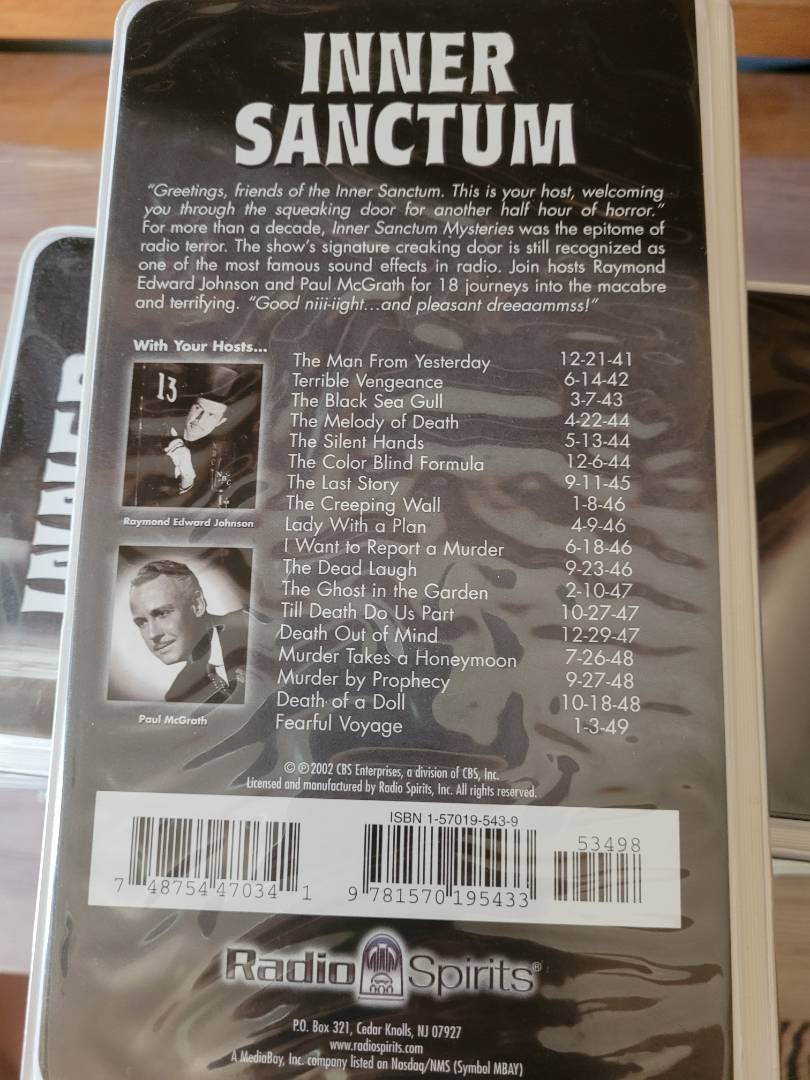 INNER
SANCTUM
"Greetings, friends of the Inner Sanctum. This is your host, welcoming
you through the squeaking door for another half hour of horror."
For more than a decade, Inner Sanctum Mysteries was the epitome of
radio terror. The show's signature creaking door is still recognized as
one of the most famous sound effects in radio. Join hosts Raymond
Edward Johnson and Paul McGrath for 18 journeys into the macabre
and terrifying. "Good niii-iight...and pleasant dreeaammss!"
With Your Hosts...
13
Raymond Edward Johnson
Paul McGrath
The Man From Yesterday 12-21-41
Terrible Vengeance 6-14-42
The Black Sea Gull 3-7-43
The Melody of Death 4-22-44
The Silent Hands 5-13-44
The Color Blind Formula 12-6-44
The Last Story 9-11-45
The Creeping Wall 1-8-46
Lady With a Plan 4-9-46
I Want to Report a Murder 6-18-46
The Dead Laugh 9-23-46
The Ghost in the Garden 2-10-47
Till Death Do Us Part 10-27-47
Death Out of Mind 12-29-47
Murder Takes a Honeymoon 7-26-48
Murder by Prophecy 9-27-48
Death of a Doll 10-18-48
Fearful Voyage 1-3-49
©℗2002 CBS Enterprises, a division of CBS, Inc.
Licensed and manufactured by Radio Spirits, Inc. All rights reserved.
ISBN 1-57019-543-9
53498
7 48754 47034 1
9 781570 195433
Radio Spirits®
P.O. Box 321, Cedar Knolls, NJ 07927
www.radiospirits.com
A MediaBay, Inc. company listed on Nasdaq/NMS (Symbol MBAY)
INNER